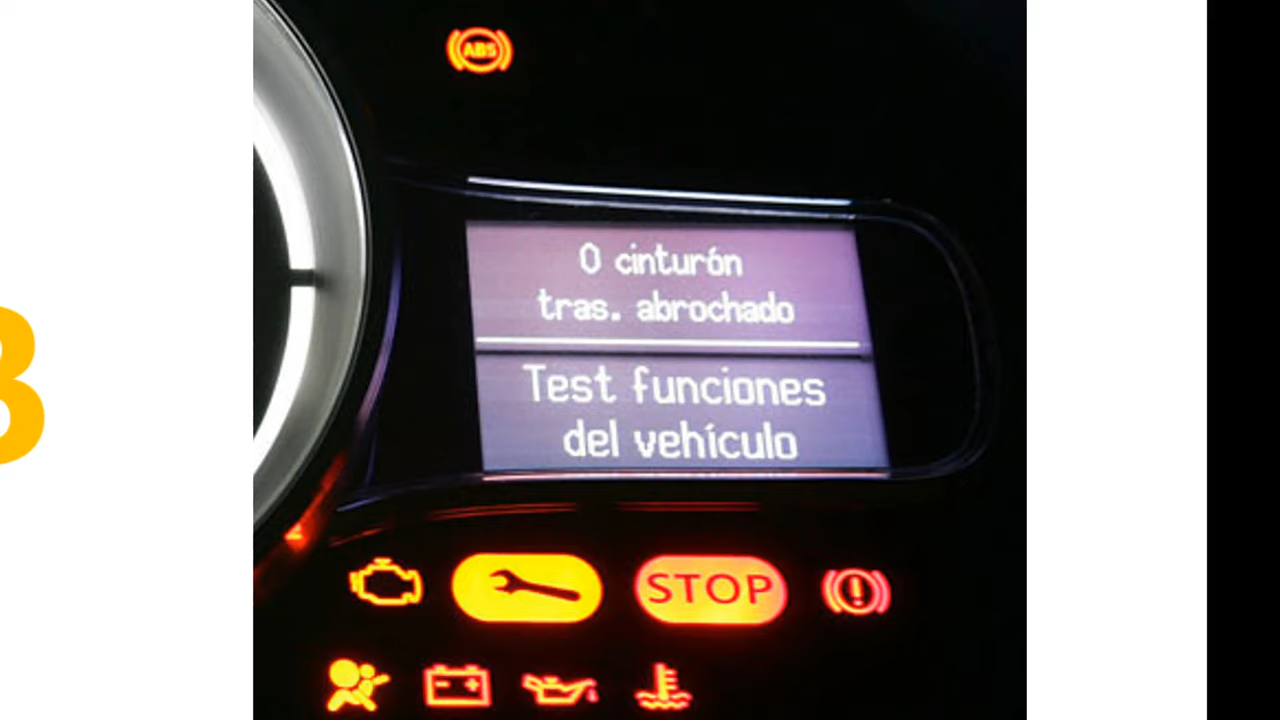 ABS
0 cinturón
tras. abrochado
Test funciones
del vehículo
STOP